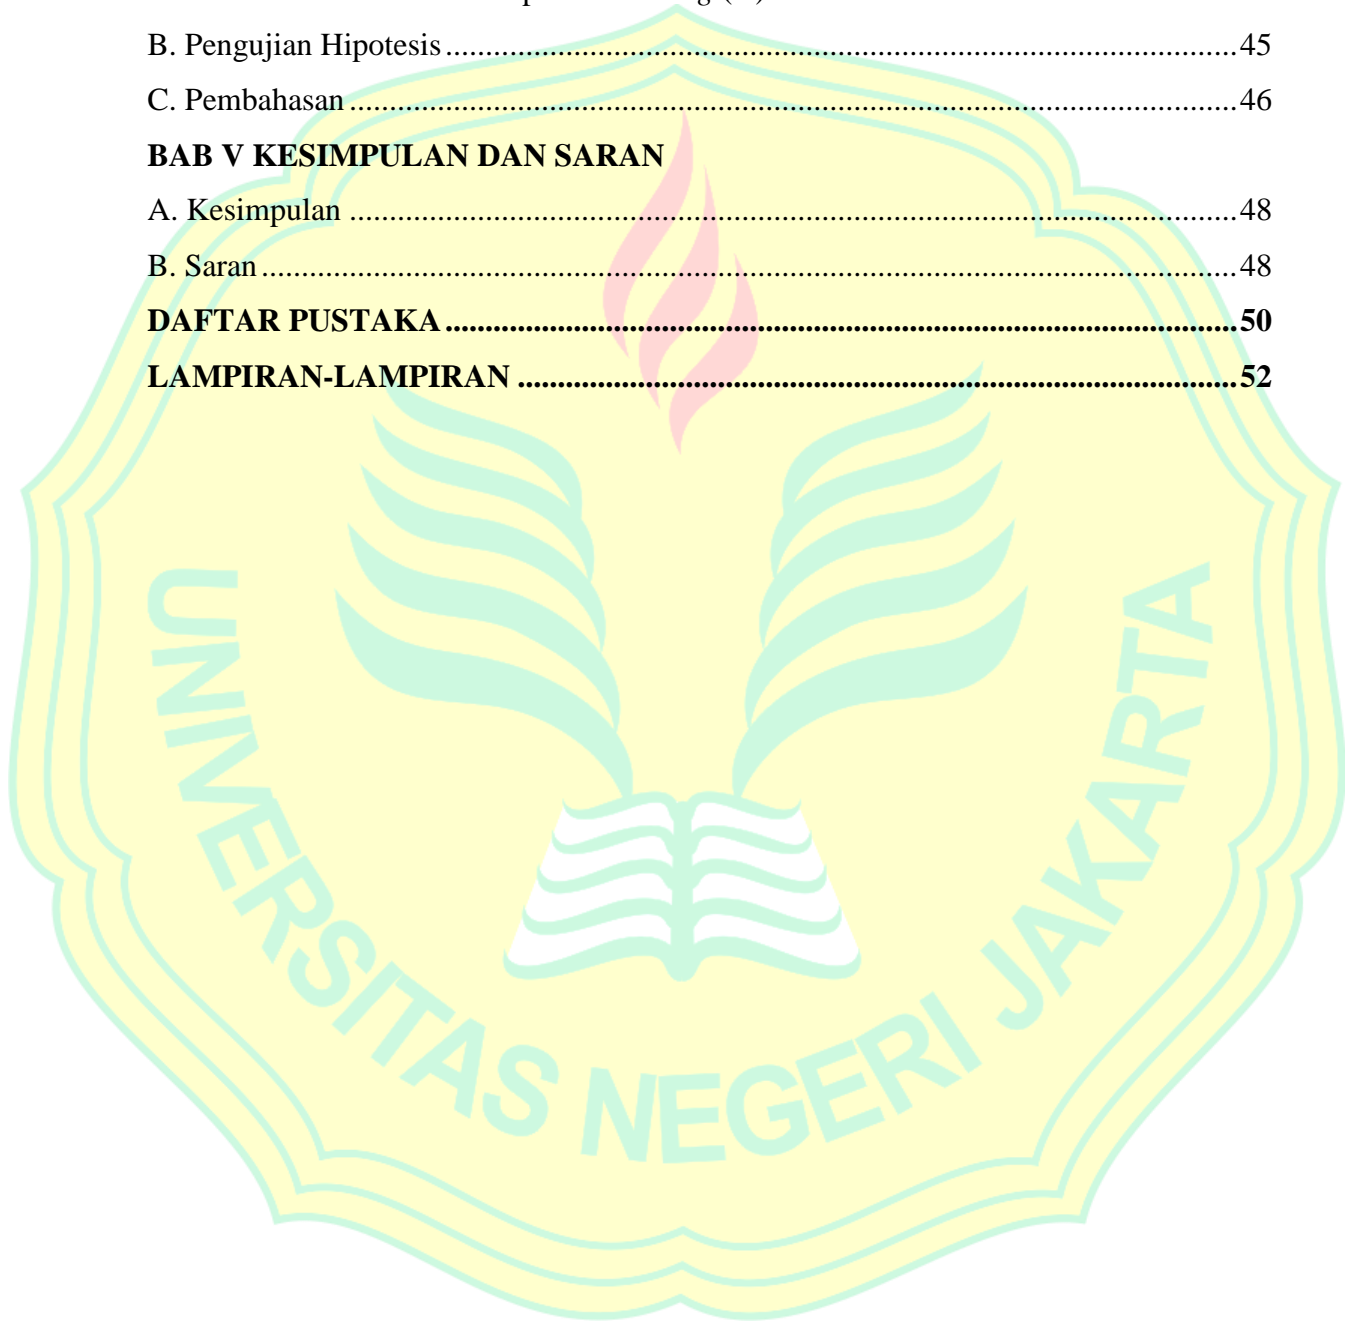 B. Pengujian Hipotesis ........................................................................................................ 45
C. Pembahasan .................................................................................................................... 46
BAB V KESIMPULAN DAN SARAN
A. Kesimpulan .................................................................................................................... 48
B. Saran ............................................................................................................................... 48
DAFTAR PUSTAKA ........................................................................................................ 50
LAMPIRAN-LAMPIRAN ............................................................................................... 52
UNIVERSITAS NEGERI JAKARTA